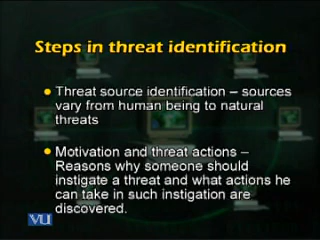 Steps in threat identification
Threat source identification – sources
vary from human being to natural
threats
Motivation and threat actions –
Reasons why someone should
instigate a threat and what actions he
can take in such instigation are
discovered.
VU